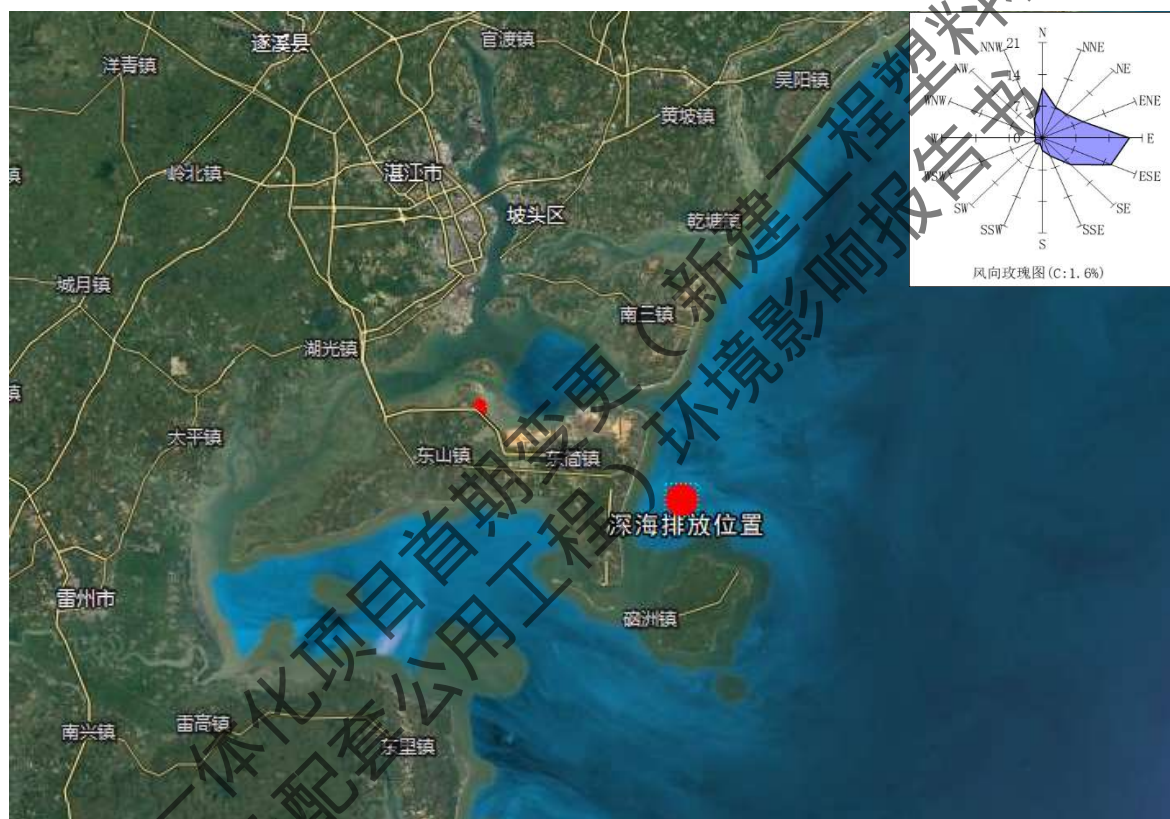 遂溪县
官渡镇
洋青镇
吴阳镇
黄坡镇
岭北镇
湛江市
坡头区
乾塘镇
城月镇
南三镇
湖光镇
太平镇
东山镇
东简镇
深海排放位置
雷州市
硇洲镇
南兴镇
雷高镇
东里镇
镇
镇
N
NNE
NE
ENE
E
ESE
SE
SSE
S
SSW
SW
WSW
W
WNW
NW
NNW
21
14
7
0
风向玫瑰图(C:1.6%)
一体化项目首期变更(新建工程塑料
配套公用工程)环境影响报告书